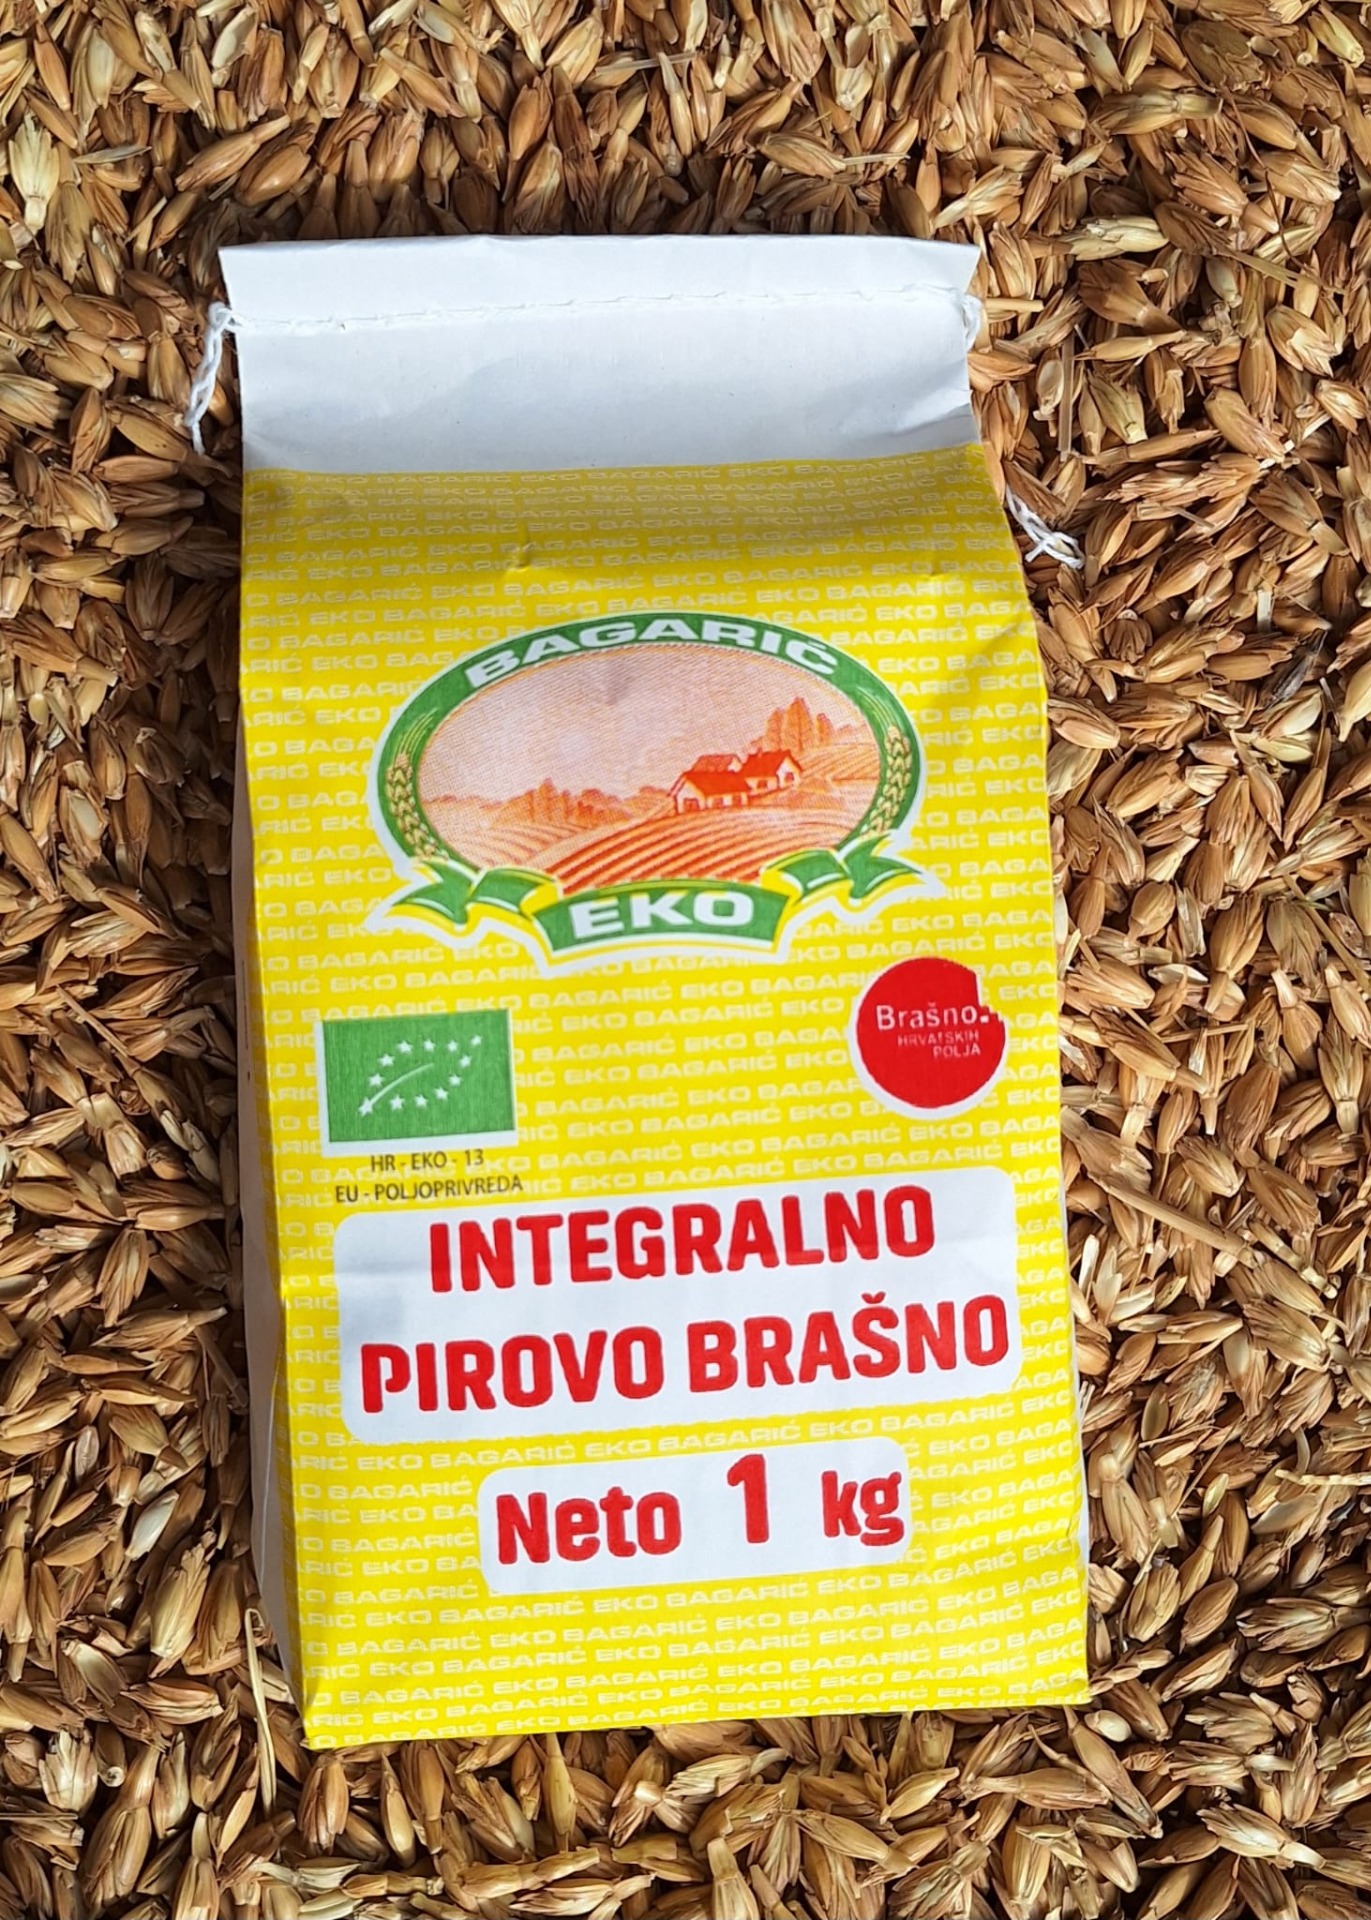 BAGARIĆ
EKO
Brašno.
HRVATSKIH
POLJA
HR - EKO - 13
EU - POLJOPRIVREDA
INTEGRALNO
PIROVO BRAŠNO
Neto 1 kg